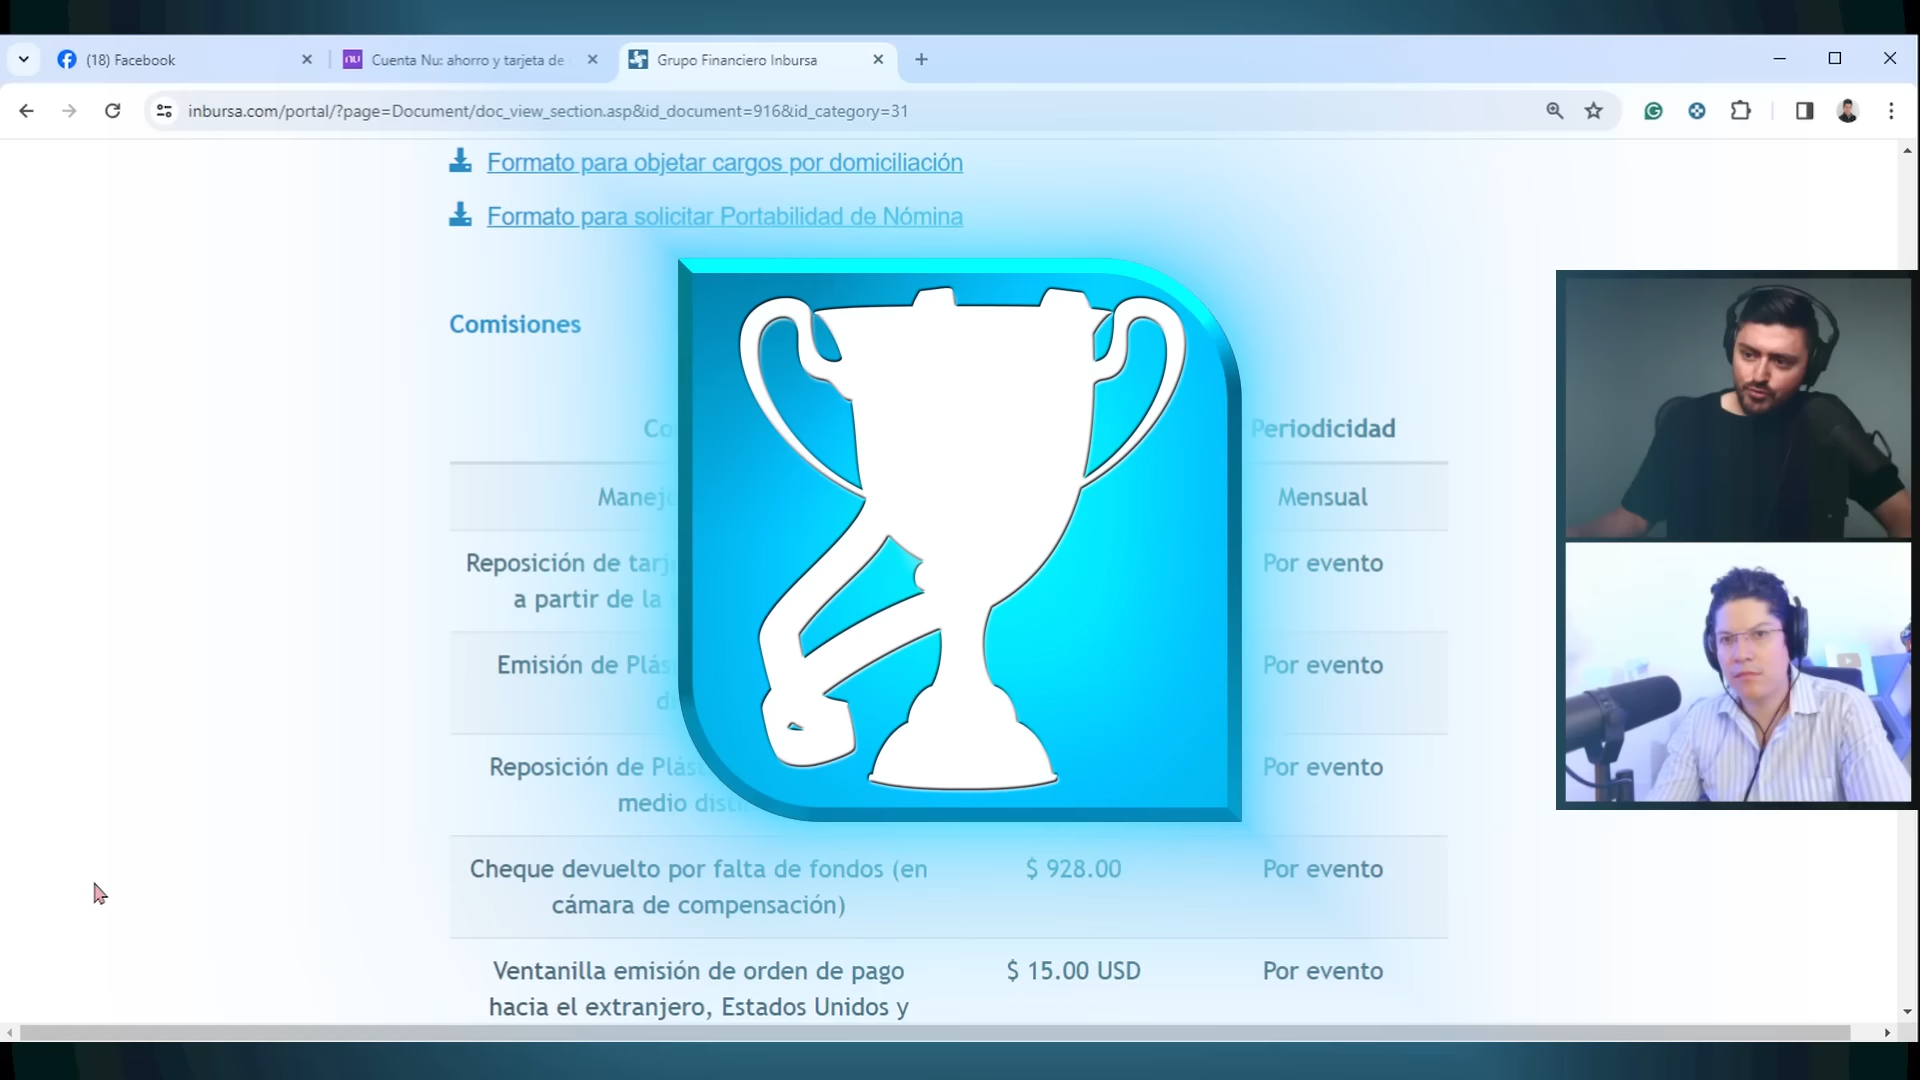 (18) Facebook
Cuenta Nu: ahorro y tarjeta de
Grupo Financiero Inbursa
inbursa.com/portal/?page=Document/doc_view_section.asp&id_document=916&id_category=31
Formato para objetar cargos por domiciliación
Formato para solicitar Portabilidad de Nómina
Comisiones
Periodicidad
Mensual
Reposición de
Por evento
a partir de la
Emisión de
Por evento
Reposición de
Por evento
medio
Cheque devuelto por falta de fondos (en
$ 928.00
Por evento
cámara de compensación)
Ventanilla emisión de orden de pago
$ 15.00 USD
Por evento
hacia el extranjero, Estados Unidos y